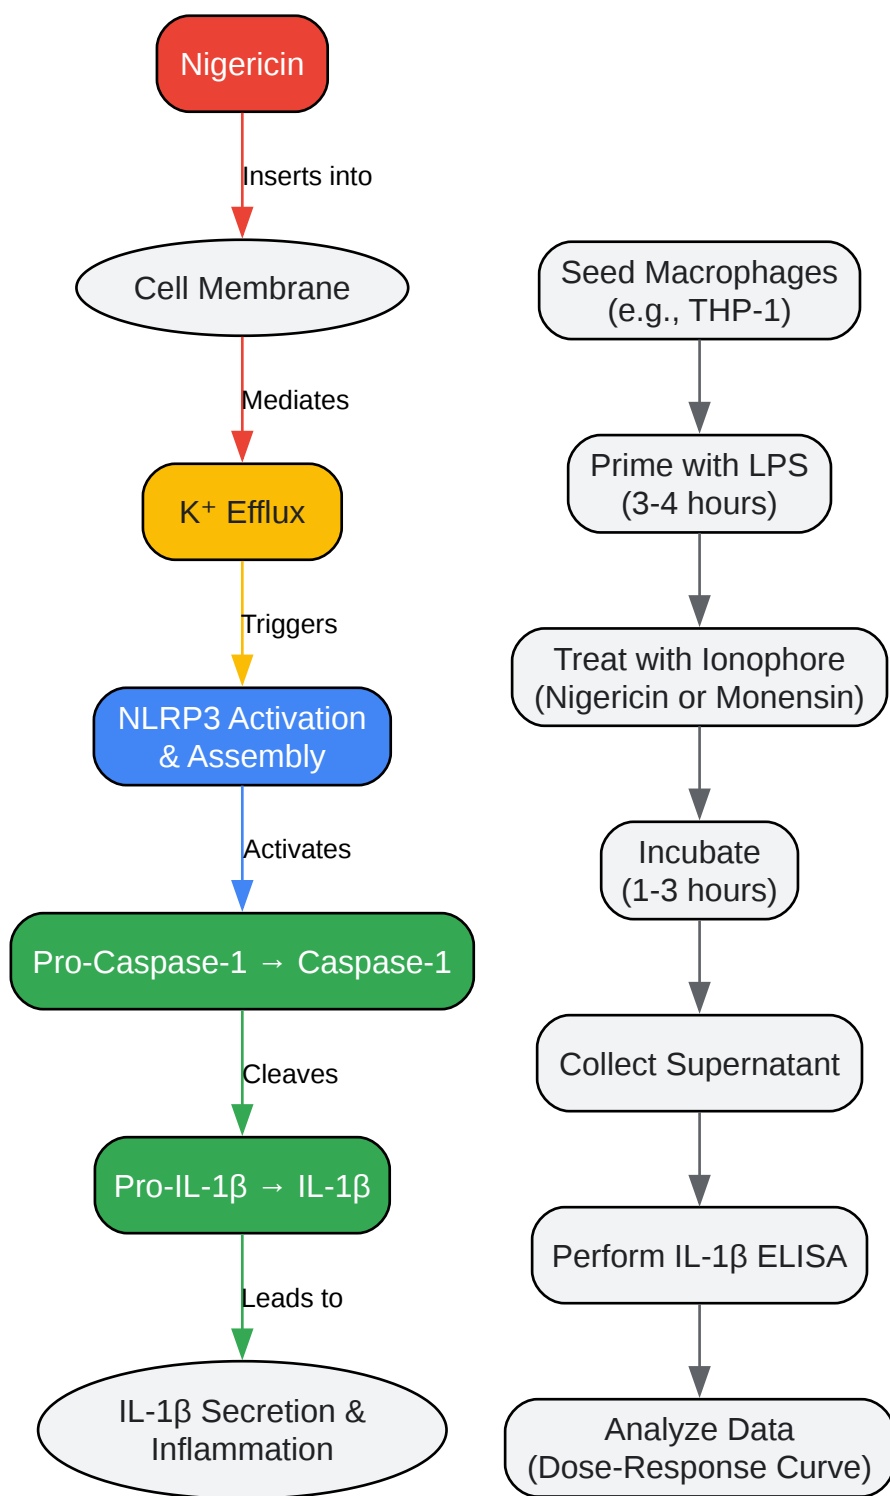 Nigericin
Inserts into
Cell Membrane
Mediates
K⁺ Efflux
Triggers
NLRP3 Activation
& Assembly
Activates
Pro-Caspase-1 → Caspase-1
Cleaves
Pro-IL-1β → IL-1β
Leads to
IL-1β Secretion &
Inflammation
Seed Macrophages
(e.g., THP-1)
Prime with LPS
(3-4 hours)
Treat with Ionophore
(Nigericin or Monensin)
Incubate
(1-3 hours)
Collect Supernatant
Perform IL-1β ELISA
Analyze Data
(Dose-Response Curve)